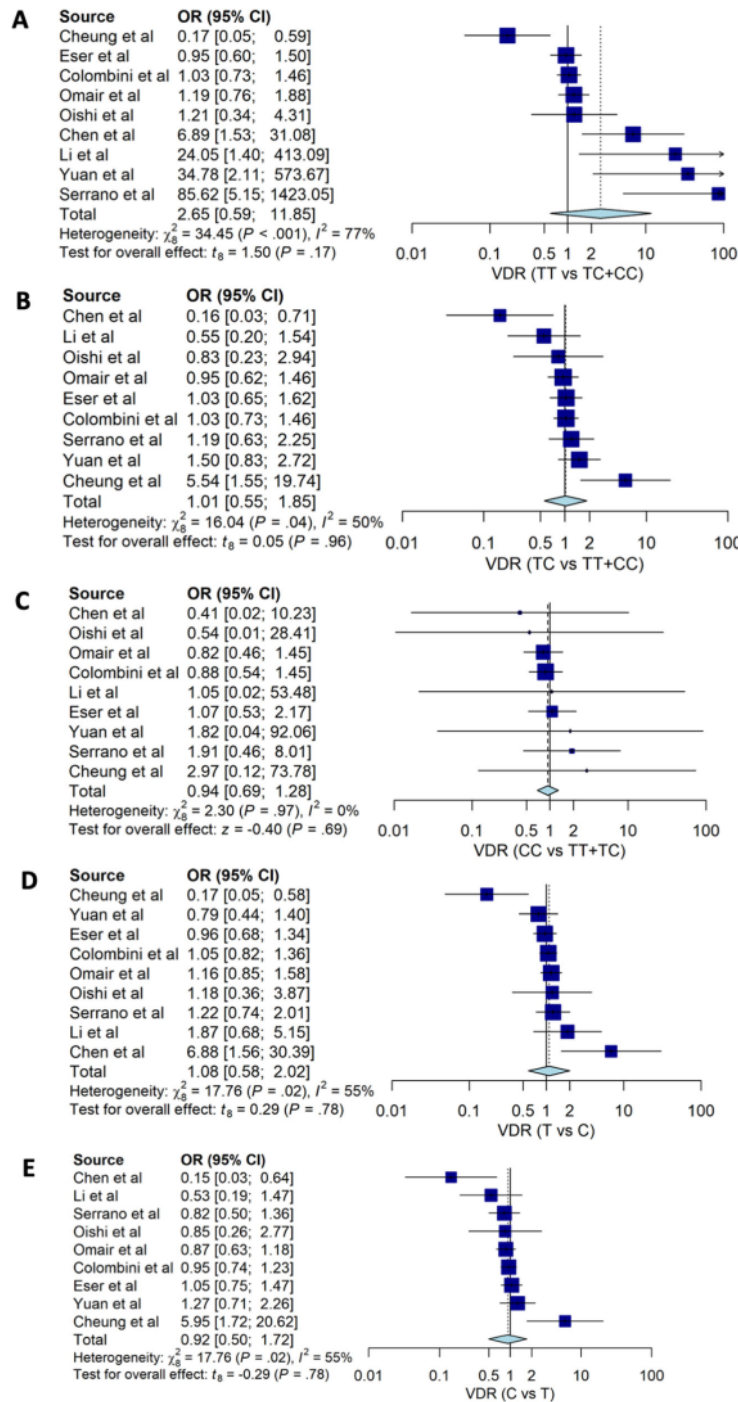 A
Source OR (95% CI)
Cheung et al 0.17 [0.05; 0.59]
Eser et al 0.95 [0.60; 1.50]
Colombini et al 1.03 [0.73; 1.46]
Omair et al 1.19 [0.76; 1.88]
Oishi et al 1.21 [0.34; 4.31]
Chen et al 6.89 [1.53; 31.08]
Li et al 24.05 [1.40; 413.09]
Yuan et al 34.78 [2.11; 573.67]
Serrano et al 85.62 [5.15; 1423.05]
Total 2.65 [0.59; 11.85]
Heterogeneity: χ²₈ = 34.45 (P < .001), I² = 77%
Test for overall effect: t₈ = 1.50 (P = .17)
0.01 0.1 0.5 1 2 10 100
VDR (TT vs TC+CC)
B
Source OR (95% CI)
Chen et al 0.16 [0.03; 0.71]
Li et al 0.55 [0.20; 1.54]
Oishi et al 0.83 [0.23; 2.94]
Omair et al 0.95 [0.62; 1.46]
Eser et al 1.03 [0.65; 1.62]
Colombini et al 1.03 [0.73; 1.46]
Serrano et al 1.19 [0.63; 2.25]
Yuan et al 1.50 [0.83; 2.72]
Cheung et al 5.54 [1.55; 19.74]
Total 1.01 [0.55; 1.85]
Heterogeneity: χ²₈ = 16.04 (P = .04), I² = 50%
Test for overall effect: t₈ = 0.05 (P = .96)
0.01 0.1 0.5 1 2 10 100
VDR (TC vs TT+CC)
C
Source OR (95% CI)
Chen et al 0.41 [0.02; 10.23]
Oishi et al 0.54 [0.01; 28.41]
Omair et al 0.82 [0.46; 1.45]
Colombini et al 0.88 [0.54; 1.45]
Li et al 1.05 [0.02; 53.48]
Eser et al 1.07 [0.53; 2.17]
Yuan et al 1.82 [0.04; 92.06]
Serrano et al 1.91 [0.46; 8.01]
Cheung et al 2.97 [0.12; 73.78]
Total 0.94 [0.69; 1.28]
Heterogeneity: χ²₈ = 2.30 (P = .97), I² = 0%
Test for overall effect: z = -0.40 (P = .69)
0.01 0.1 0.5 1 2 10 100
VDR (CC vs TT+TC)
D
Source OR (95% CI)
Cheung et al 0.17 [0.05; 0.58]
Yuan et al 0.79 [0.44; 1.40]
Eser et al 0.96 [0.68; 1.34]
Colombini et al 1.05 [0.82; 1.36]
Omair et al 1.16 [0.85; 1.58]
Oishi et al 1.18 [0.36; 3.87]
Serrano et al 1.22 [0.74; 2.01]
Li et al 1.87 [0.68; 5.15]
Chen et al 6.88 [1.56; 30.39]
Total 1.08 [0.58; 2.02]
Heterogeneity: χ²₈ = 17.76 (P = .02), I² = 55%
Test for overall effect: t₈ = 0.29 (P = .78)
0.01 0.1 0.5 1 2 10 100
VDR (T vs C)
E
Source OR (95% CI)
Chen et al 0.15 [0.03; 0.64]
Li et al 0.53 [0.19; 1.47]
Serrano et al 0.82 [0.50; 1.36]
Oishi et al 0.85 [0.26; 2.77]
Omair et al 0.87 [0.63; 1.18]
Colombini et al 0.95 [0.74; 1.23]
Eser et al 1.05 [0.75; 1.47]
Yuan et al 1.27 [0.71; 2.26]
Cheung et al 5.95 [1.72; 20.62]
Total 0.92 [0.50; 1.72]
Heterogeneity: χ²₈ = 17.76 (P = .02), I² = 55%
Test for overall effect: t₈ = -0.29 (P = .78)
0.01 0.1 0.5 1 2 10 100
VDR (C vs T)